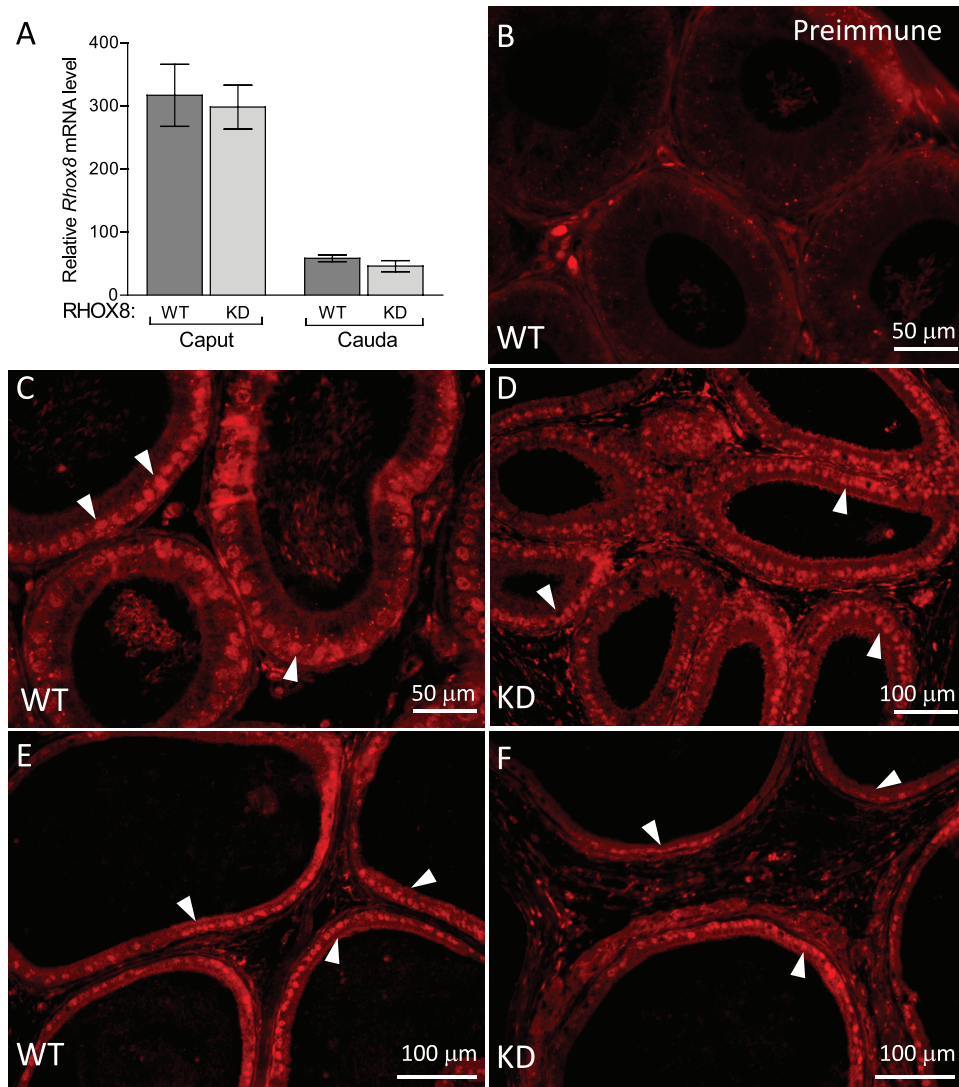 A
Relative Rhox8 mRNA level
400
300
200
100
0
RHOX8: WT KD WT KD
Caput Cauda
B Preimmune
WT
50 µm
C
WT
50 µm
D
KD
100 µm
E
WT
100 µm
F
KD
100 µm